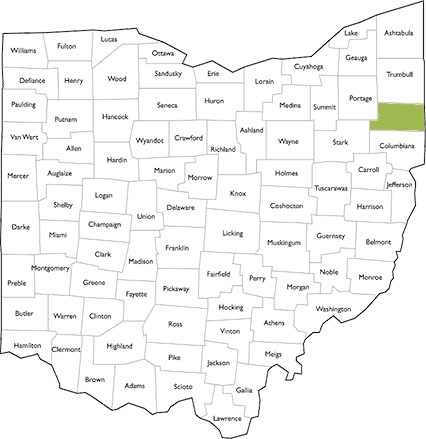 Lake
Ashtabula
Lucas
Fulton
Williams
Ottawa
Cuyahoga
Geauga
Trumbull
Defiance
Henry
Wood
Sandusky
Erie
Lorain
Portage
Paulding
Seneca
Huron
Medina
Summit
Putnam
Hancock
Van Wert
Allen
Wyandot
Crawford
Richland
Ashland
Wayne
Stark
Columbiana
Hardin
Mercer
Auglaize
Marion
Morrow
Holmes
Carroll
Jefferson
Logan
Knox
Tuscarawas
Shelby
Union
Delaware
Coshocton
Harrison
Darke
Miami
Champaign
Licking
Muskingum
Guernsey
Belmont
Clark
Madison
Franklin
Montgomery
Fairfield
Perry
Noble
Monroe
Preble
Greene
Fayette
Pickaway
Morgan
Butler
Warren
Clinton
Hocking
Washington
Ross
Vinton
Athens
Hamilton
Clermont
Highland
Pike
Jackson
Meigs
Brown
Adams
Scioto
Gallia
Lawrence